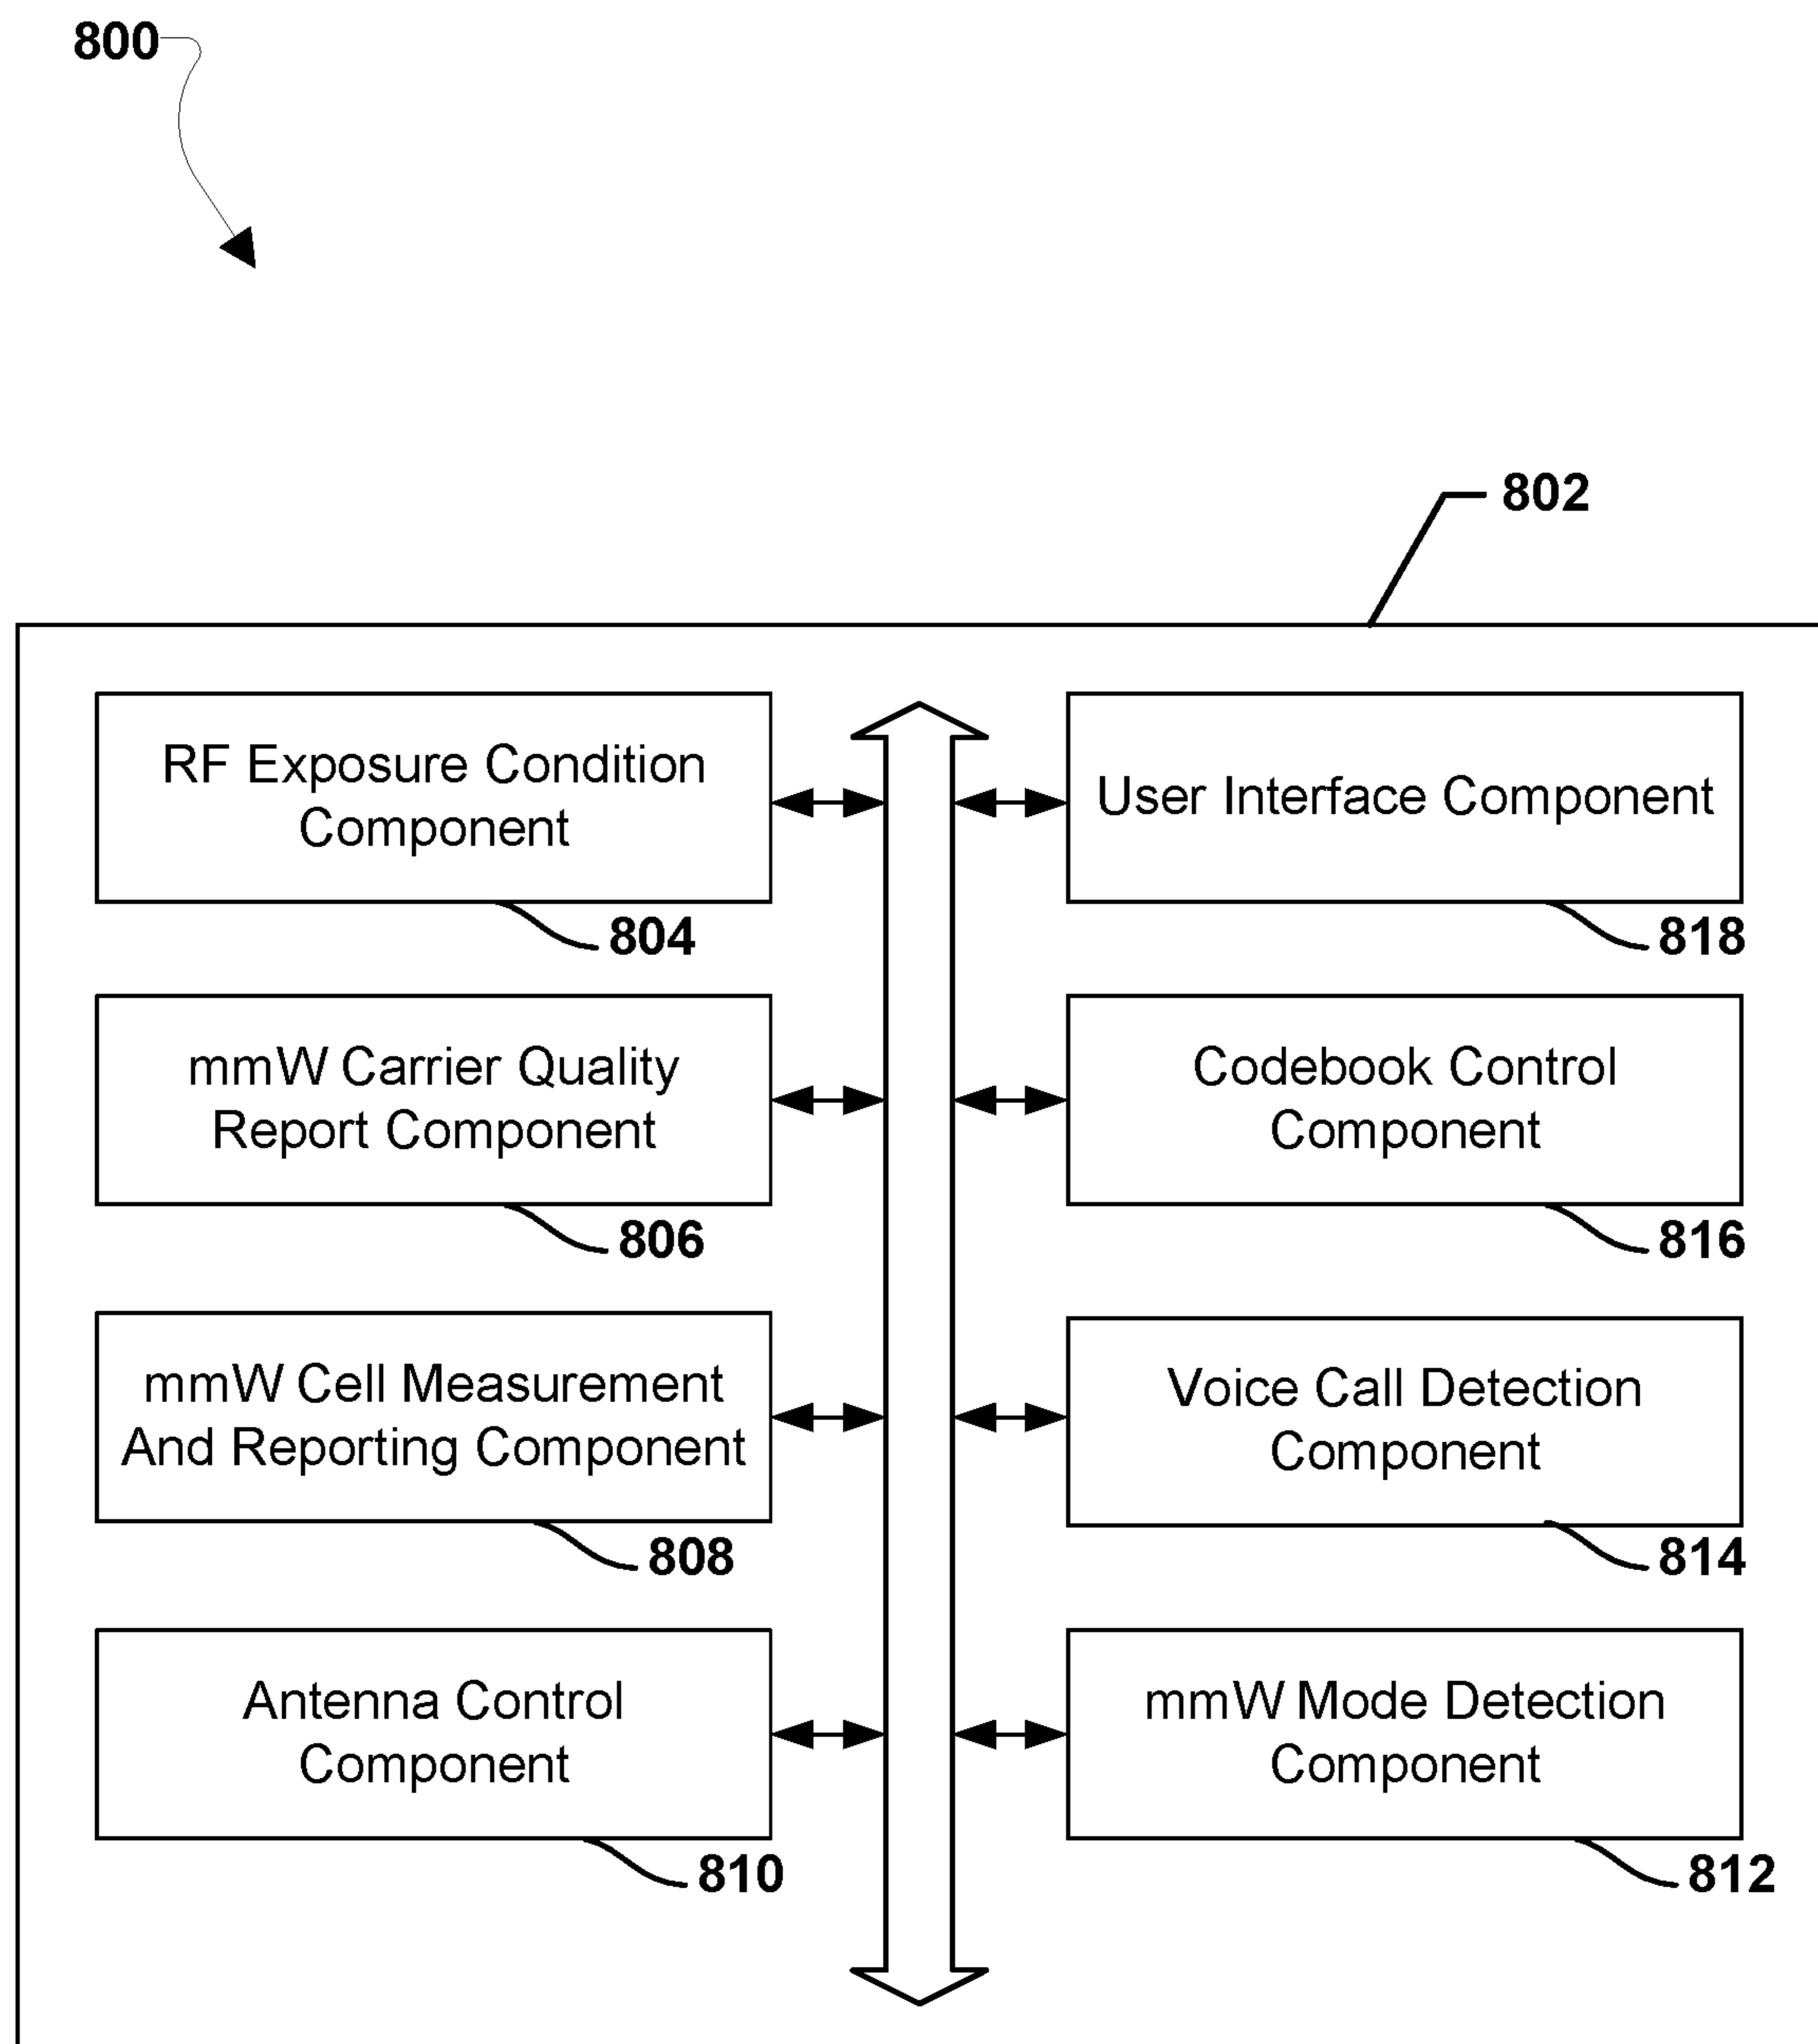 800
802
RF Exposure Condition
Component
804
User Interface Component
818
mmW Carrier Quality
Report Component
806
Codebook Control
Component
816
mmW Cell Measurement
And Reporting Component
808
Voice Call Detection
Component
814
Antenna Control
Component
810
mmW Mode Detection
Component
812